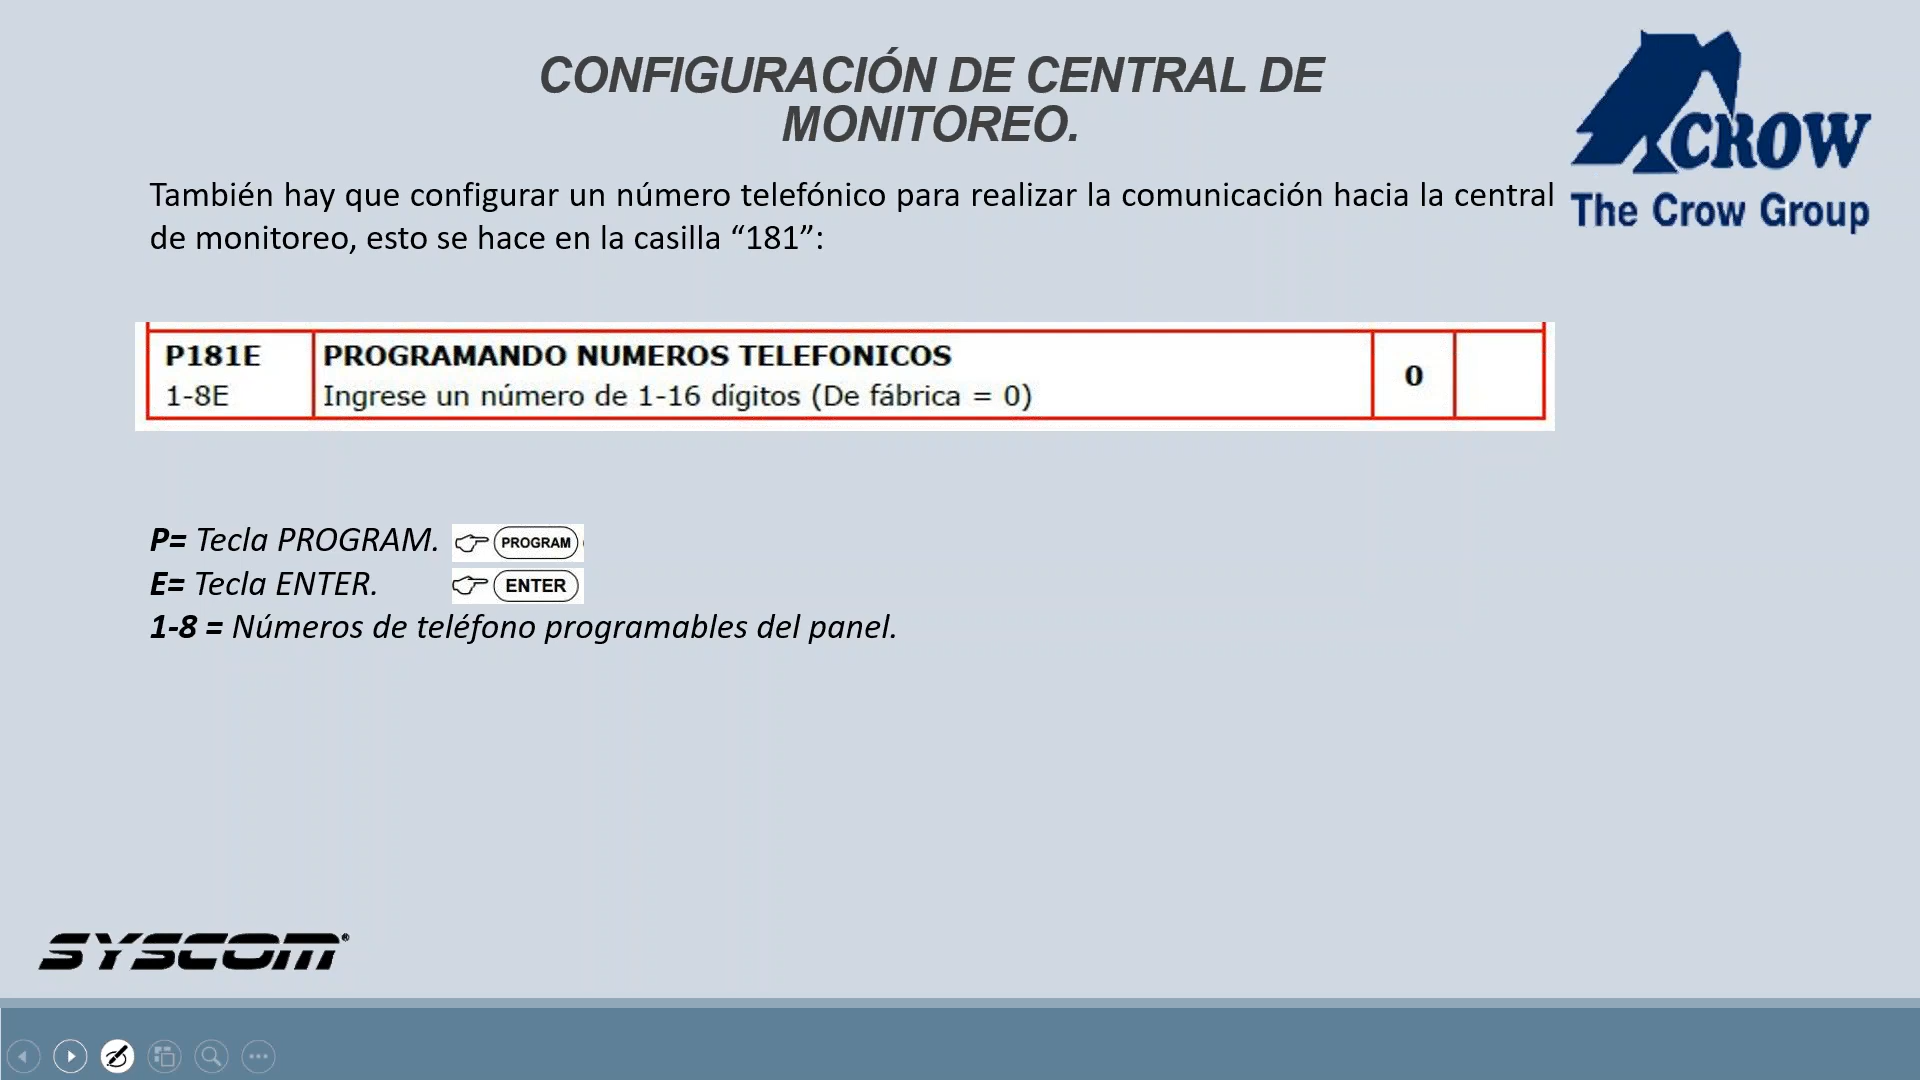 CONFIGURACIÓN DE CENTRAL DE
MONITOREO.
CROW
The Crow Group
También hay que configurar un número telefónico para realizar la comunicación hacia la central
de monitoreo, esto se hace en la casilla “181”:
P181E PROGRAMANDO NUMEROS TELEFONICOS 0
1-8E Ingrese un número de 1-16 dígitos (De fábrica = 0)
P= Tecla PROGRAM. PROGRAM
E= Tecla ENTER. ENTER
1-8 = Números de teléfono programables del panel.
SYSCOM®